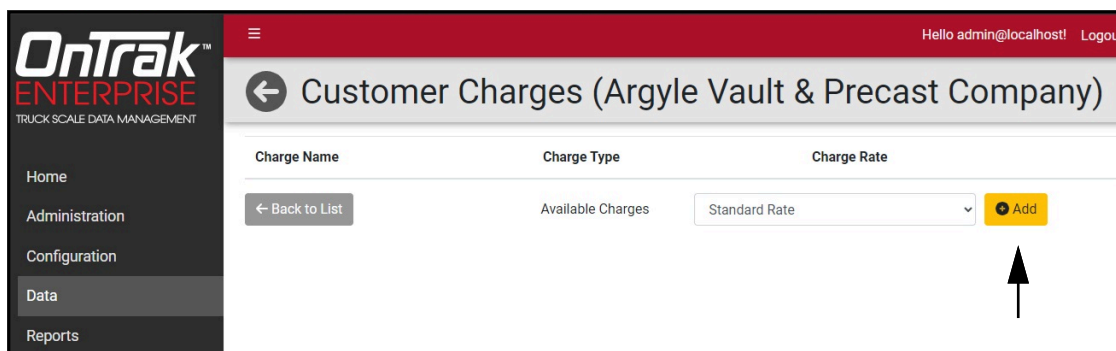 OnTrak™
ENTERPRISE
TRUCK SCALE DATA MANAGEMENT
Home
Administration
Configuration
Data
Reports
Hello admin@localhost! Logou
Customer Charges (Argyle Vault & Precast Company)
Charge Name Charge Type Charge Rate
Back to List Available Charges Standard Rate Add